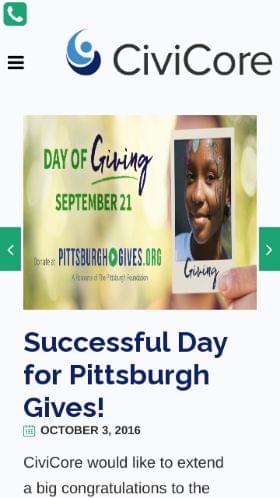 CiviCore
DAY OF Giving
SEPTEMBER 21
Donate at PITTSBURGHGIVES.ORG
A Resource of The Pittsburgh Foundation
Giving
Successful Day
for Pittsburgh
Gives!
OCTOBER 3, 2016
CiviCore would like to extend
a big congratulations to the